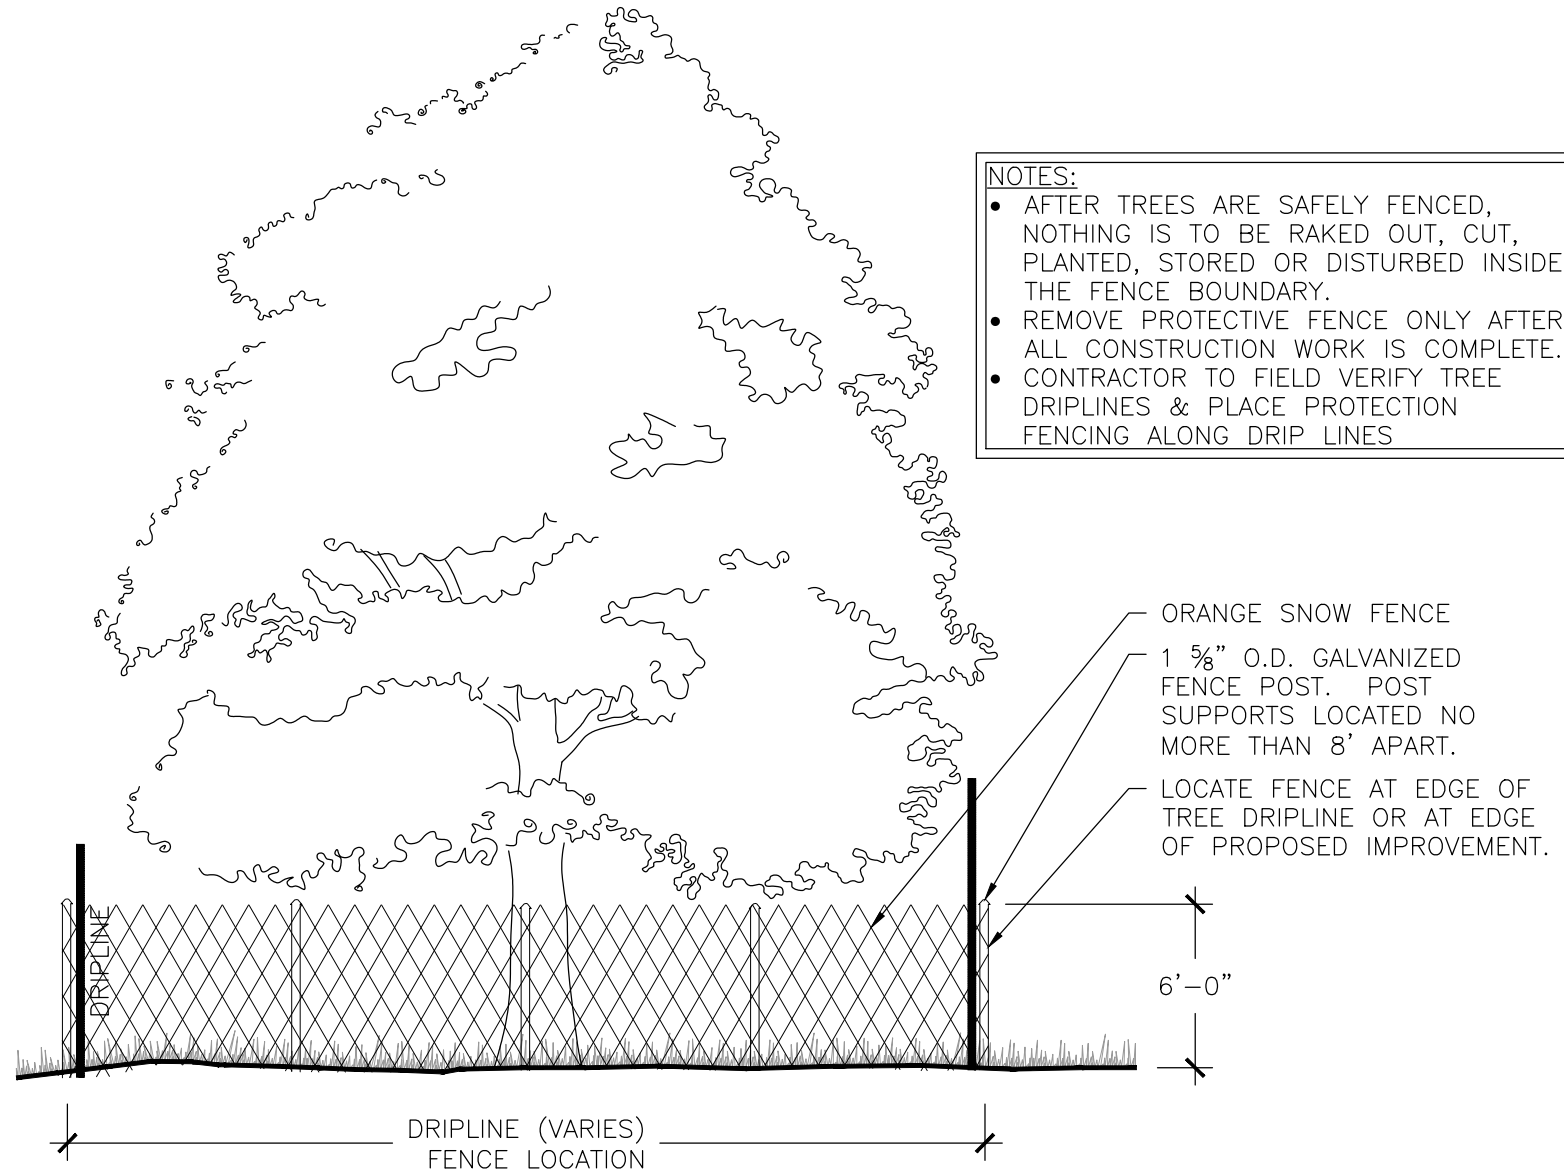 NOTES:
• AFTER TREES ARE SAFELY FENCED,
NOTHING IS TO BE RAKED OUT, CUT,
PLANTED, STORED OR DISTURBED INSIDE
THE FENCE BOUNDARY.
• REMOVE PROTECTIVE FENCE ONLY AFTER
ALL CONSTRUCTION WORK IS COMPLETE.
• CONTRACTOR TO FIELD VERIFY TREE
DRIPLINES & PLACE PROTECTION
FENCING ALONG DRIP LINES
ORANGE SNOW FENCE
1 ⅝" O.D. GALVANIZED
FENCE POST. POST
SUPPORTS LOCATED NO
MORE THAN 8' APART.
LOCATE FENCE AT EDGE OF
TREE DRIPLINE OR AT EDGE
OF PROPOSED IMPROVEMENT.
DRIPLINE
6'-0"
DRIPLINE (VARIES)
FENCE LOCATION